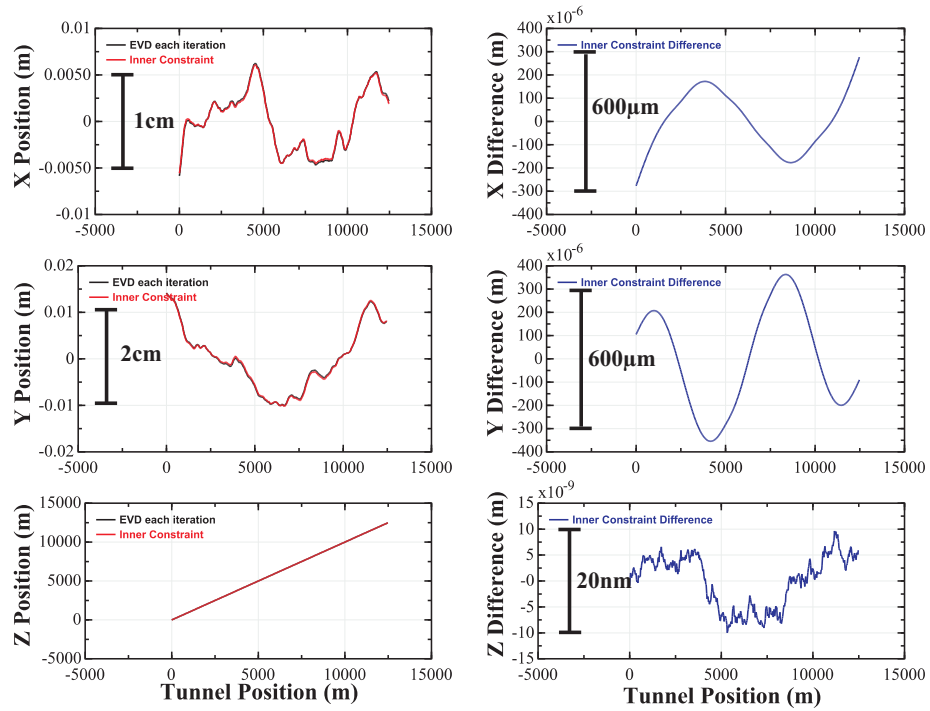 0.01
EVD each iteration
Inner Constraint
0.0050
1cm
0
-0.0050
-0.01
-5000 0 5000 10000 15000
X Position (m)
x10-6
400
Inner Constraint Difference
300
200
600µm
100
0
-100
-200
-300
-400
-5000 0 5000 10000 15000
X Difference (m)
0.02
EVD each iteration
Inner Constraint
0.01
2cm
0
-0.01
-0.02
-5000 0 5000 10000 15000
Y Position (m)
x10-6
400
Inner Constraint Difference
300
200
100
600µm
0
-100
-200
-300
-400
-5000 0 5000 10000 15000
Y Difference (m)
15000
EVD each iteration
Inner Constraint
10000
5000
0
-5000
-5000 0 5000 10000 15000
Z Position (m)
Tunnel Position (m)
x10-9
15
Inner Constraint Difference
10
5
20nm
-0
-5
-10
-15
-5000 0 5000 10000 15000
Z Difference (m)
Tunnel Position (m)